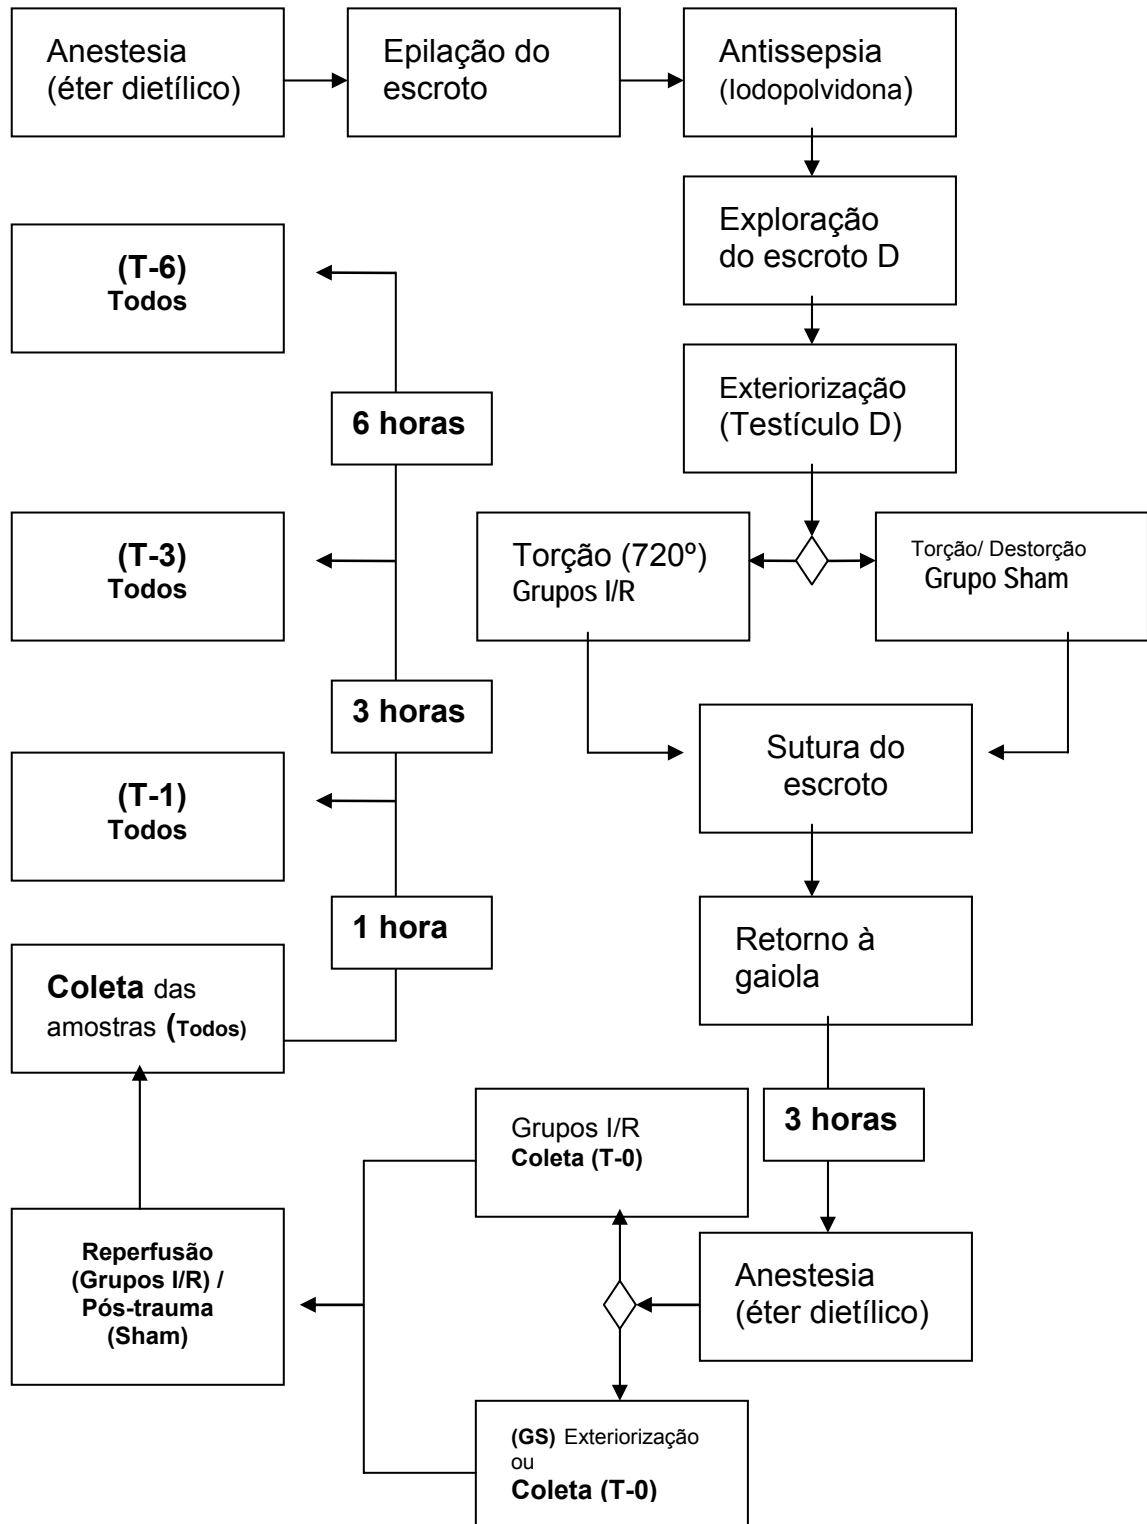 Anestesia
(éter dietílico)
Epilação do
escroto
Antissepsia
(Iodopolvidona)
Exploração
do escroto D
Exteriorização
(Testículo D)
Torção (720º)
Grupos I/R
Torção/ Destorção
Grupo Sham
Sutura do
escroto
Retorno à
gaiola
3 horas
Anestesia
(éter dietílico)
Grupos I/R
Coleta (T-0)
(GS) Exteriorização
ou
Coleta (T-0)
Reperfusão
(Grupos I/R) /
Pós-trauma
(Sham)
Coleta das
amostras (Todos)
1 hora
(T-1)
Todos
3 horas
(T-3)
Todos
6 horas
(T-6)
Todos